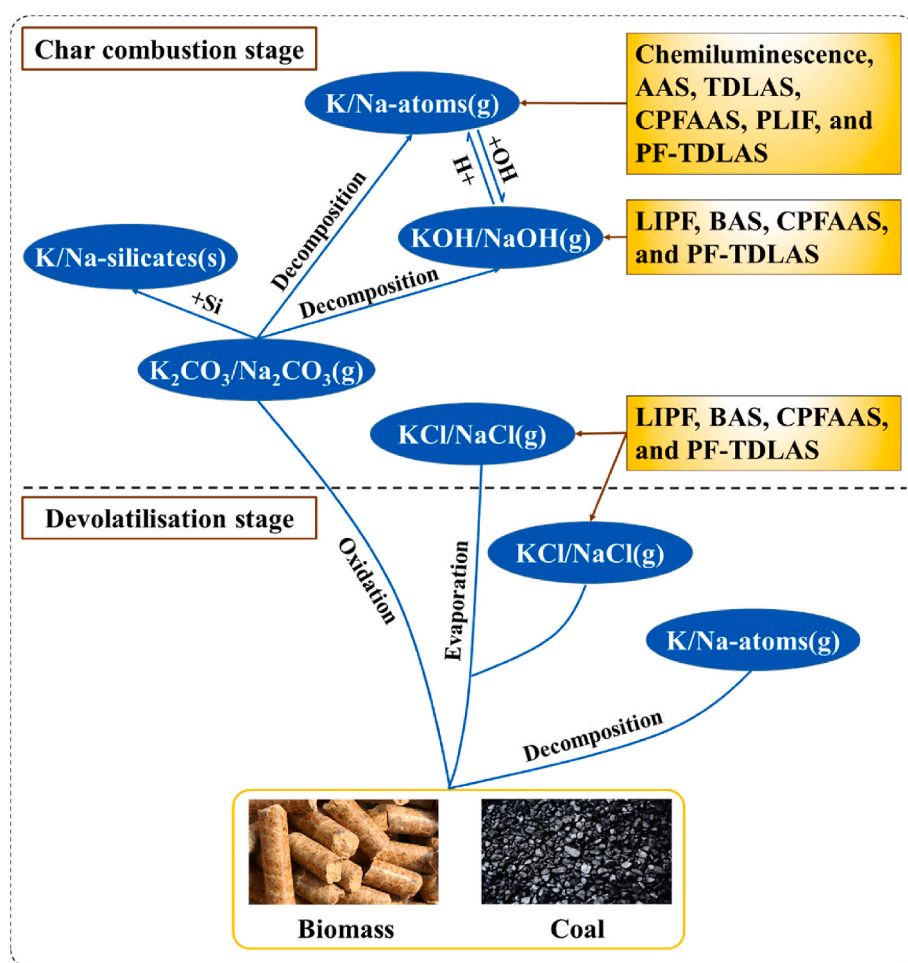 Char combustion stage
Chemiluminescence,
AAS, TDLAS,
CPFAAS, PLIF, and
PF-TDLAS
K/Na-atoms(g)
+OH
H+
Decomposition
KOH/NaOH(g)
LIPF, BAS, CPFAAS,
and PF-TDLAS
K/Na-silicates(s)
+Si
Decomposition
K₂CO₃/Na₂CO₃(g)
KCl/NaCl(g)
LIPF, BAS, CPFAAS,
and PF-TDLAS
Devolatilisation stage
KCl/NaCl(g)
Oxidation
Evaporation
K/Na-atoms(g)
Decomposition
Biomass
Coal